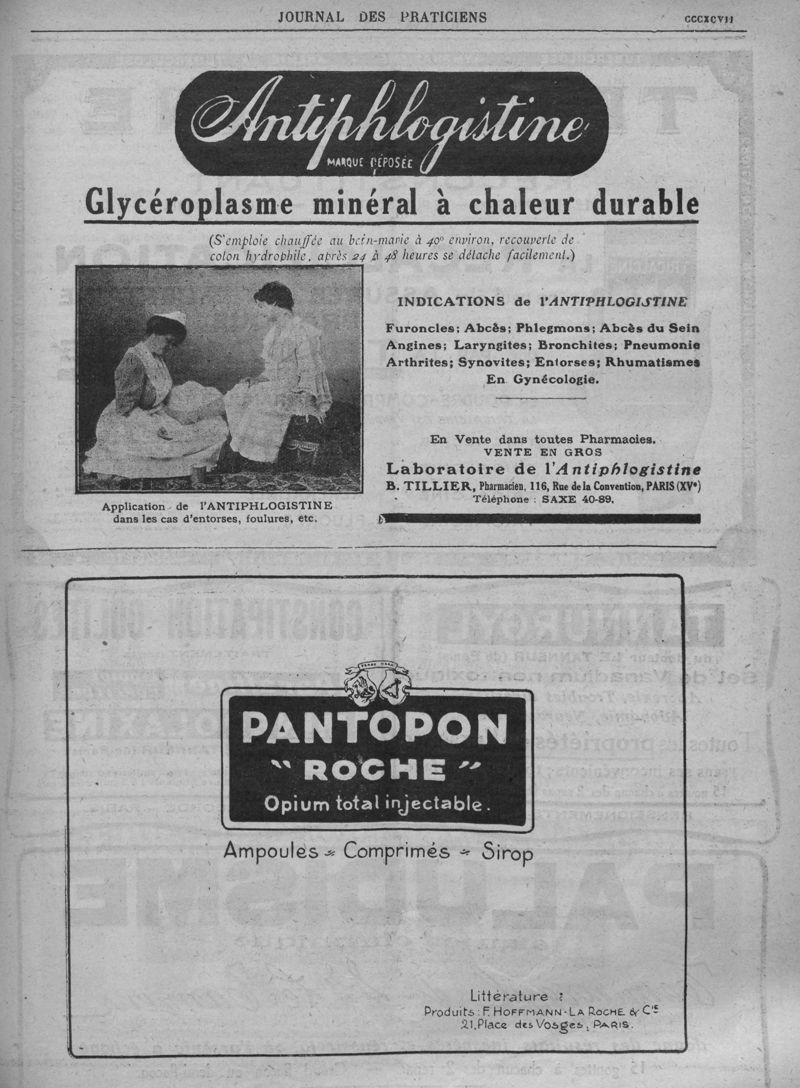 JOURNAL DES PRATICIENS
CCCXCVII
Antiphlogistine
MARQUE DÉPOSÉE
Glycéroplasme minéral à chaleur durable
(S'emploie chauffée au bain-marie à 40° environ, recouverte de
coton hydrophile, après 24 à 48 heures se détache facilement.)
INDICATIONS de l'ANTIPHLOGISTINE
Furoncles; Abcès; Phlegmons; Abcès du Sein
Angines; Laryngites; Bronchites; Pneumonie
Arthrites; Synovites; Entorses; Rhumatismes
En Gynécologie.
En Vente dans toutes Pharmacies.
VENTE EN GROS
Laboratoire de l'Antiphlogistine
B. TILLIER, Pharmacien, 116, Rue de la Convention, PARIS (XVe)
Téléphone : SAXE 40-89.
Application de l'ANTIPHLOGISTINE
dans les cas d'entorses, foulures, etc.
PANTOPON
"ROCHE"
Opium total injectable.
Ampoules - Comprimés - Sirop
Littérature :
Produits : F. HOFFMANN-LA ROCHE & Cie
21, Place des Vosges, PARIS.